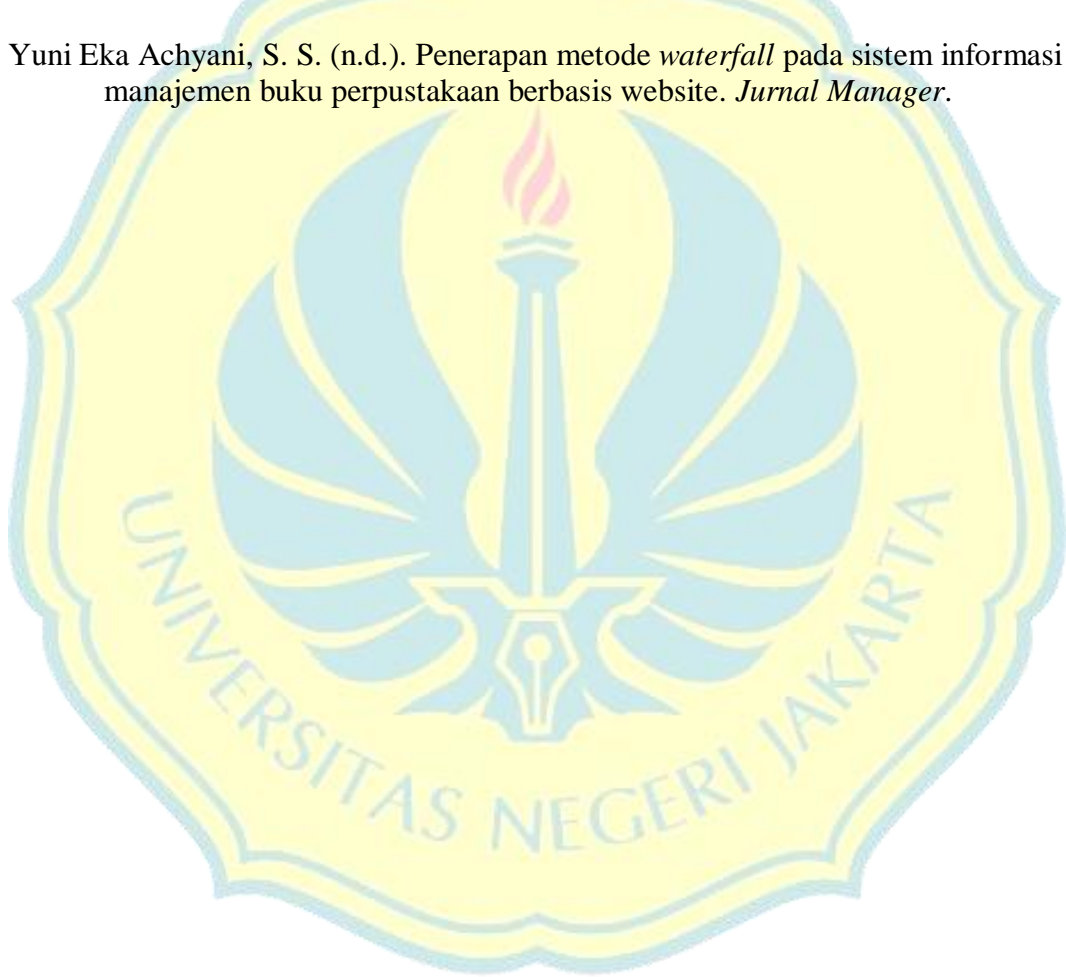 Yuni Eka Achyani, S. S. (n.d.). Penerapan metode waterfall pada sistem informasi
manajemen buku perpustakaan berbasis website. Jurnal Manager.
UNIVERSITAS NEGERI JAKARTA